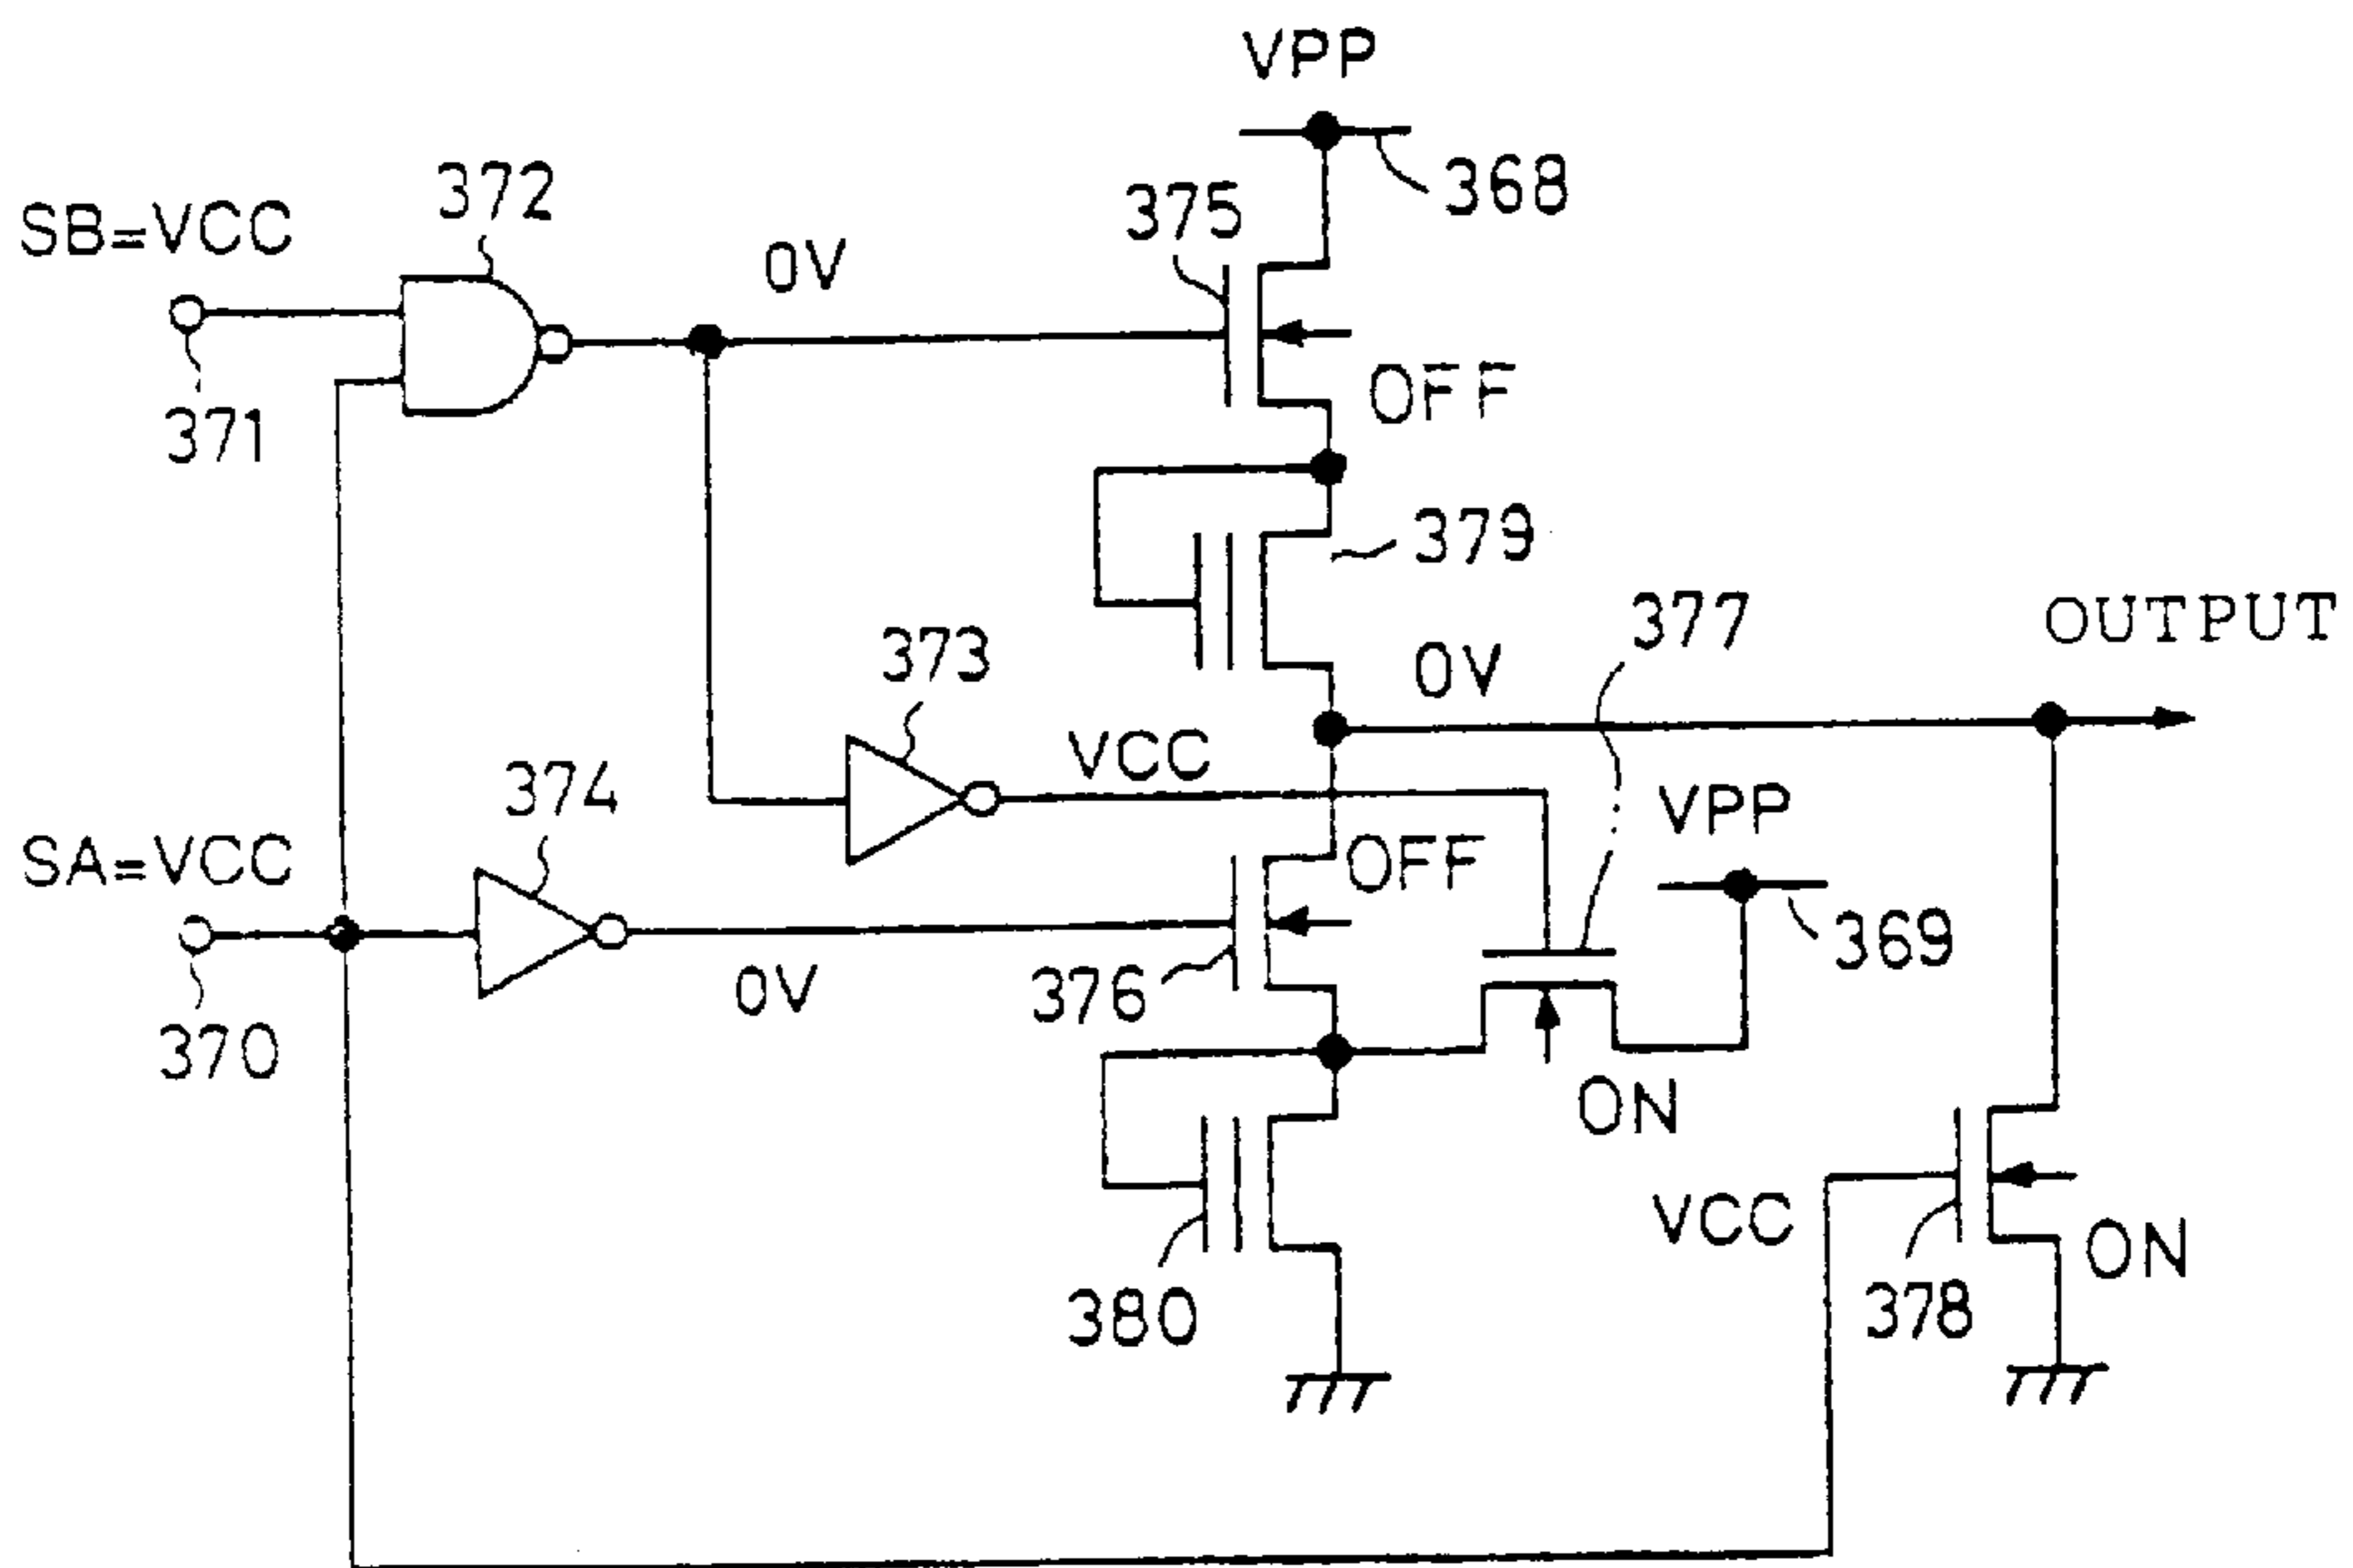 VPP
368
372
375
SB=VCC
0V
371
OFF
379
377
OUTPUT
373
0V
VCC
374
VPP
SA=VCC
OFF
369
376
0V
370
ON
VCC
ON
380
378